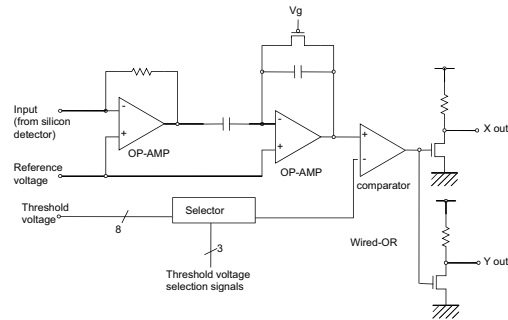 Vg
Input
(from silicon
detector)
-
+
OP-AMP
-
+
OP-AMP
+
-
comparator
X out
Reference
voltage
Threshold
voltage
8
Selector
3
Threshold voltage
selection signals
Wired-OR
Y out